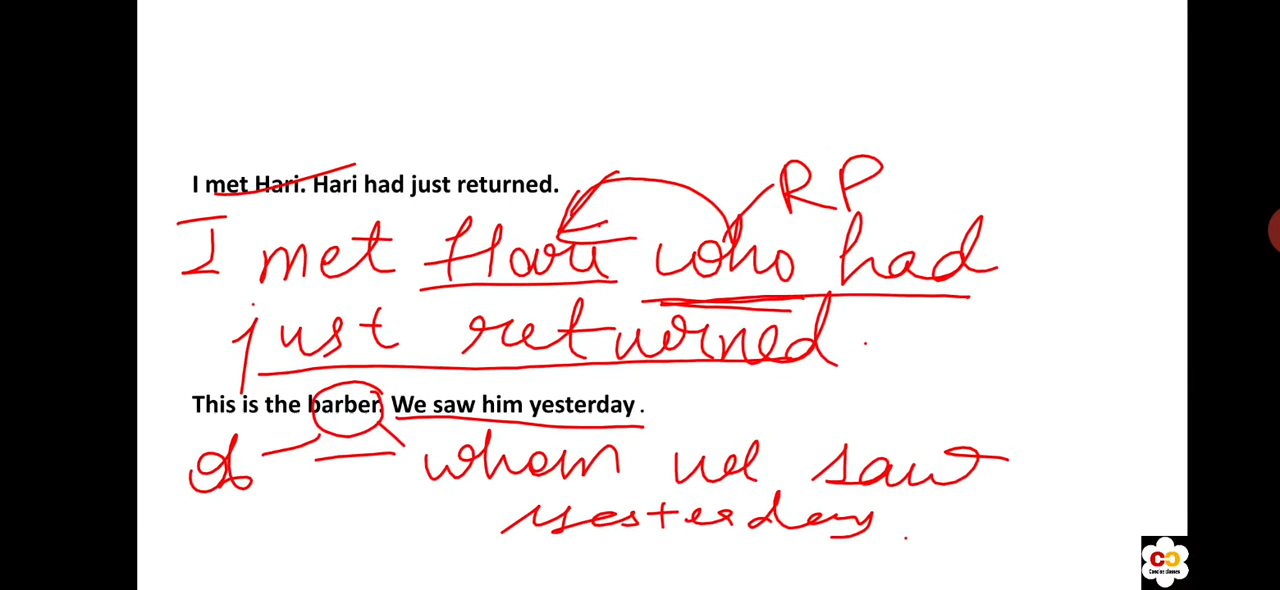 I met Hari. Hari had just returned.
RP
I met Hari who had
just returned.
This is the barber. We saw him yesterday.
whom we saw
yesterday.
CC